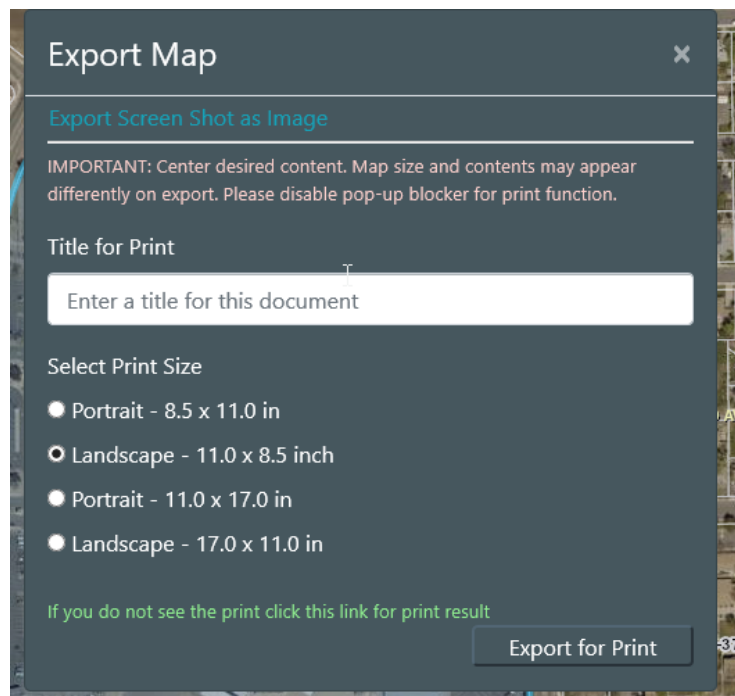 Export Map
×
Export Screen Shot as Image
IMPORTANT: Center desired content. Map size and contents may appear
differently on export. Please disable pop-up blocker for print function.
Title for Print
Enter a title for this document
Select Print Size
Portrait - 8.5 x 11.0 in
Landscape - 11.0 x 8.5 inch
Portrait - 11.0 x 17.0 in
Landscape - 17.0 x 11.0 in
If you do not see the print click this link for print result
Export for Print